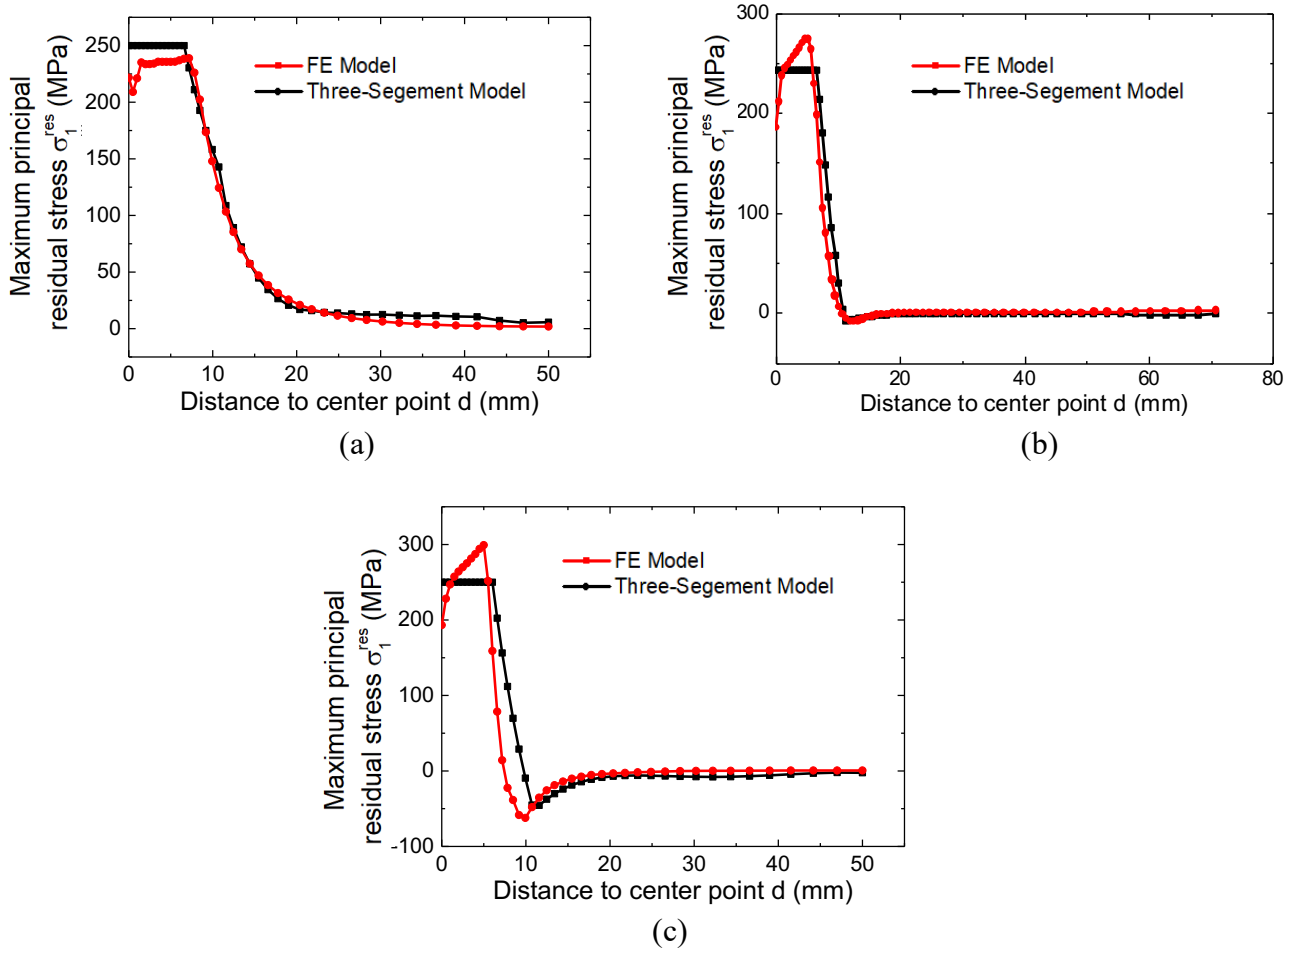 250
200
150
100
50
0
Maximum principal
residual stress σ₁ʳᵉˢ (MPa)
FE Model
Three-Segement Model
0 10 20 30 40 50
Distance to center point d (mm)
(a)
300
200
100
0
Maximum principal
residual stress σ₁ʳᵉˢ (MPa)
FE Model
Three-Segement Model
0 20 40 60 80
Distance to center point d (mm)
(b)
300
200
100
0
-100
Maximum principal
residual stress σ₁ʳᵉˢ (MPa)
FE Model
Three-Segement Model
0 10 20 30 40 50
Distance to center point d (mm)
(c)